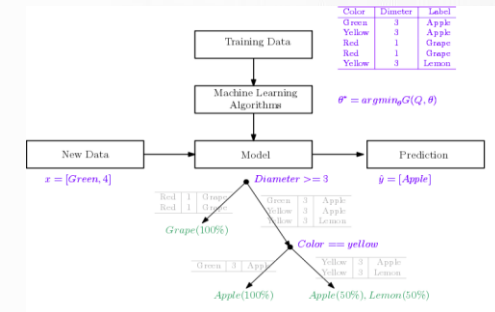 Color Dimeter Label
Green 3 Apple
Yellow 3 Apple
Red 1 Grape
Red 1 Grape
Yellow 3 Lemon
Training Data
Machine Learning
Algorithms
θ* = argmin_θ G(Q, θ)
New Data
Model
Prediction
x = [Green, 4]
Diameter >= 3
ŷ = [Apple]
Red 1 Grape
Red 1 Grape
Green 3 Apple
Yellow 3 Apple
Yellow 3 Lemon
Grape(100%)
Color == yellow
Green 3 Apple
Yellow 3 Apple
Yellow 3 Lemon
Apple(100%)
Apple(50%), Lemon(50%)